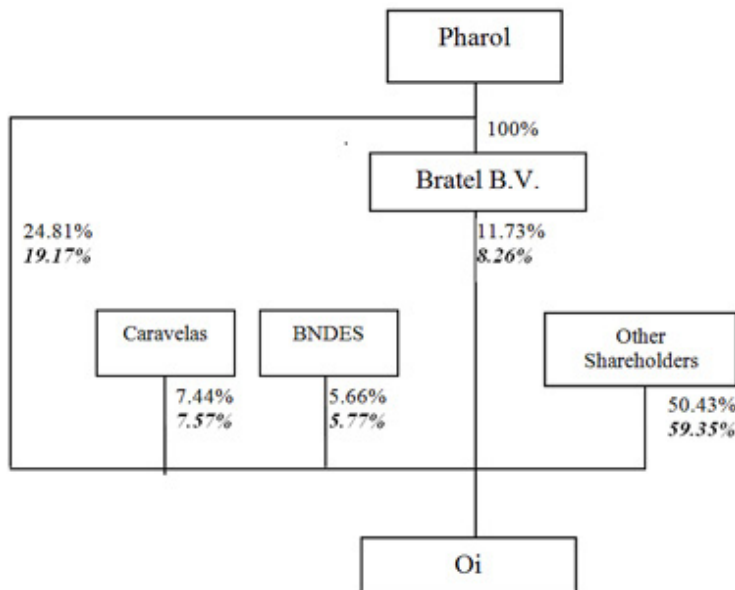 Pharol
100%
Bratel B.V.
24.81%
19.17%
11.73%
8.26%
Caravelas
BNDES
Other
Shareholders
7.44%
7.57%
5.66%
5.77%
50.43%
59.35%
Oi